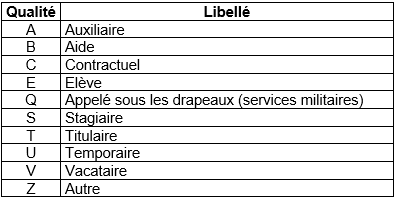 Qualité Libellé
A Auxiliaire
B Aide
C Contractuel
E Elève
Q Appelé sous les drapeaux (services militaires)
S Stagiaire
T Titulaire
U Temporaire
V Vacataire
Z Autre